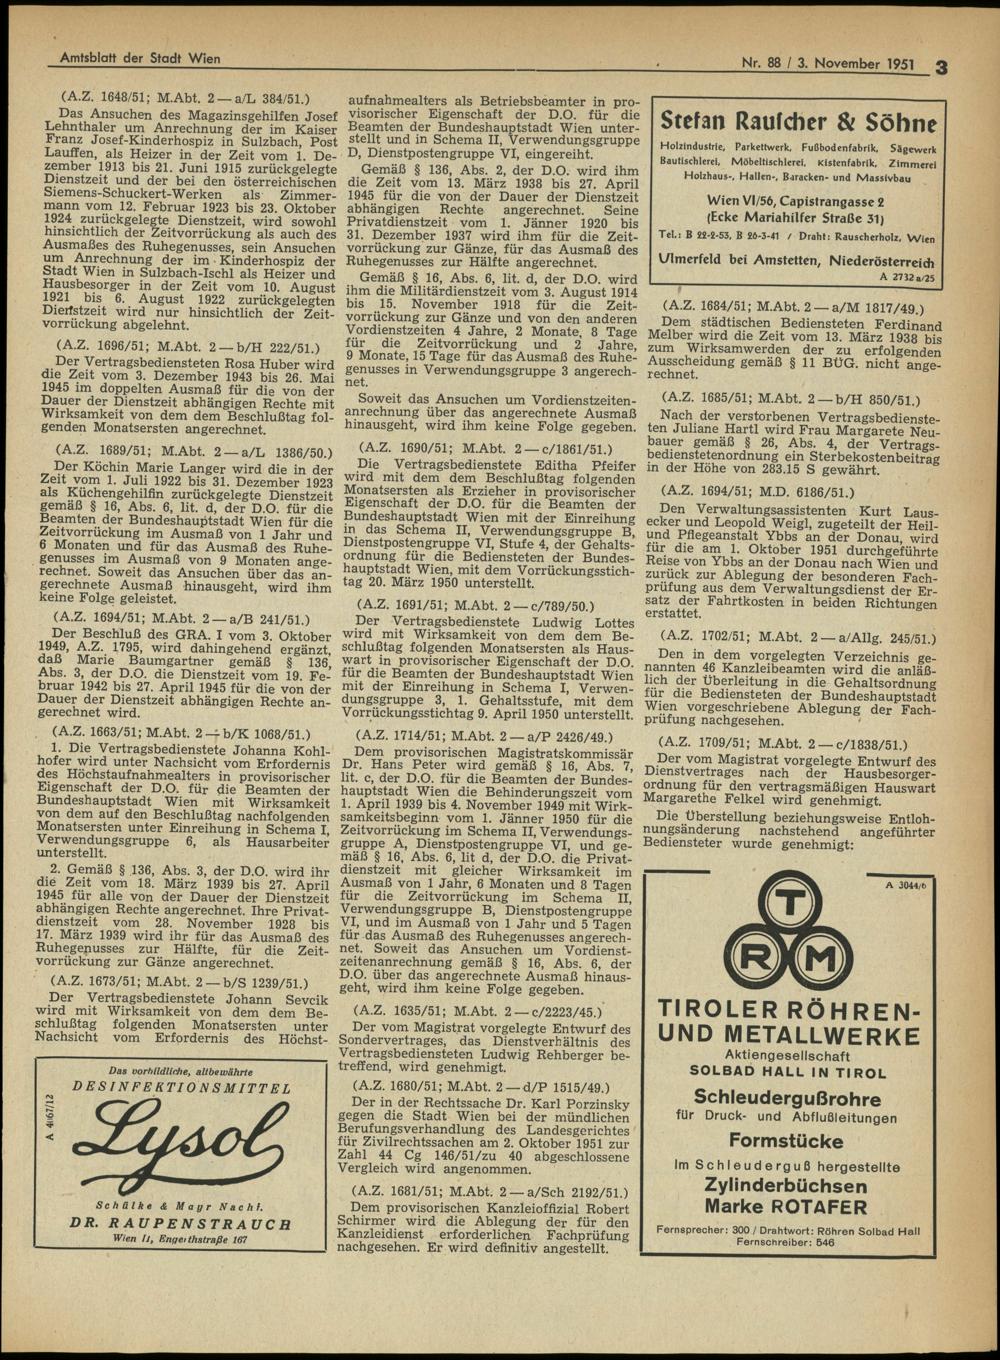 Amtsblatt der Stadt Wien
Nr. 88 / 3. November 1951 3
(A.Z. 1648/51; M.Abt. 2 — a/L 384/51.)
Das Ansuchen des Magazinsgehilfen Josef
Lehnthaler um Anrechnung der im Kaiser
Franz Josef-Kinderhospiz in Sulzbach, Post
Lauffen, als Heizer in der Zeit vom 1. De-
zember 1913 bis 21. Juni 1915 zurückgelegte
Dienstzeit und der bei den österreichischen
Siemens-Schuckert-Werken als Zimmer-
mann vom 12. Februar 1923 bis 23. Oktober
1924 zurückgelegte Dienstzeit, wird sowohl
hinsichtlich der Zeitvorrückung als auch des
Ausmaßes des Ruhegenusses, sein Ansuchen
um Anrechnung der im Kinderhospiz der
Stadt Wien in Sulzbach-Ischl als Heizer und
Hausbesorger in der Zeit vom 10. August
1921 bis 6. August 1922 zurückgelegten
Dienstzeit wird nur hinsichtlich der Zeit-
vorrückung abgelehnt.
(A.Z. 1696/51; M.Abt. 2 — b/H 222/51.)
Der Vertragsbediensteten Rosa Huber wird
die Zeit vom 3. Dezember 1943 bis 26. Mai
1945 im doppelten Ausmaß für die von der
Dauer der Dienstzeit abhängigen Rechte mit
Wirksamkeit von dem dem Beschlußtag fol-
genden Monatsersten angerechnet.
(A.Z. 1689/51; M.Abt. 2 — a/L 1386/50.)
Der Köchin Marie Langer wird die in der
Zeit vom 1. Juli 1922 bis 31. Dezember 1923
als Küchengehilfin zurückgelegte Dienstzeit
gemäß § 16, Abs. 6, lit. d, der D.O. für die
Beamten der Bundeshauptstadt Wien für die
Zeitvorrückung im Ausmaß von 1 Jahr und
6 Monaten und für das Ausmaß des Ruhe-
genusses im Ausmaß von 9 Monaten ange-
rechnet. Soweit das Ansuchen über das an-
gerechnete Ausmaß hinausgeht, wird ihm
keine Folge geleistet.
(A.Z. 1694/51; M.Abt. 2 — a/B 241/51.)
Der Beschluß des GRA. I vom 3. Oktober
1949, A.Z. 1795, wird dahingehend ergänzt,
daß Marie Baumgartner gemäß § 136,
Abs. 3, der D.O. die Dienstzeit vom 19. Fe-
bruar 1942 bis 27. April 1945 für die von der
Dauer der Dienstzeit abhängigen Rechte an-
gerechnet wird.
(A.Z. 1663/51; M.Abt. 2 — b/K 1068/51.)
1. Die Vertragsbedienstete Johanna Kohl-
hofer wird unter Nachsicht vom Erfordernis
des Höchstaufnahmealters in provisorischer
Eigenschaft der D.O. für die Beamten der
Bundeshauptstadt Wien mit Wirksamkeit
von dem auf den Beschlußtag nachfolgenden
Monatsersten unter Einreihung in Schema I,
Verwendungsgruppe 6, als Hausarbeiter
unterstellt.
2. Gemäß § 136, Abs. 3, der D.O. wird ihr
die Zeit vom 18. März 1939 bis 27. April
1945 für alle von der Dauer der Dienstzeit
abhängigen Rechte angerechnet. Ihre Privat-
dienstzeit vom 28. November 1928 bis
17. März 1939 wird ihr für das Ausmaß des
Ruhegenusses zur Hälfte, für die Zeit-
vorrückung zur Gänze angerechnet.
(A.Z. 1673/51; M.Abt. 2 — b/S 1239/51.)
Der Vertragsbedienstete Johann Sevcik
wird mit Wirksamkeit von dem dem Be-
schlußtag folgenden Monatsersten unter
Nachsicht vom Erfordernis des Höchst-
A 4067/12
Das vorbildliche, altbewährte
DESINFEKTIONSMITTEL
Lysol
Schülke & Mayr Nachf.
DR. RAUPENSTRAUCH
Wien II, Engerthstraße 167
aufnahmealters als Betriebsbeamter in pro-
visorischer Eigenschaft der D.O. für die
Beamten der Bundeshauptstadt Wien unter-
stellt und in Schema II, Verwendungsgruppe
D, Dienstpostengruppe VI, eingereiht.
Gemäß § 136, Abs. 2, der D.O. wird ihm
die Zeit vom 13. März 1938 bis 27. April
1945 für die von der Dauer der Dienstzeit
abhängigen Rechte angerechnet. Seine
Privatdienstzeit vom 1. Jänner 1920 bis
31. Dezember 1937 wird ihm für die Zeit-
vorrückung zur Gänze, für das Ausmaß des
Ruhegenusses zur Hälfte angerechnet.
Gemäß § 16, Abs. 6, lit. d, der D.O. wird
ihm die Militärdienstzeit vom 3. August 1914
bis 15. November 1918 für die Zeit-
vorrückung zur Gänze und von den anderen
Vordienstzeiten 4 Jahre, 2 Monate, 8 Tage
für die Zeitvorrückung und 2 Jahre,
9 Monate, 15 Tage für das Ausmaß des Ruhe-
genusses in Verwendungsgruppe 3 angerech-
net.
Soweit das Ansuchen um Vordienstzeiten-
anrechnung über das angerechnete Ausmaß
hinausgeht, wird ihm keine Folge gegeben.
(A.Z. 1690/51; M.Abt. 2 — c/1861/51.)
Die Vertragsbedienstete Editha Pfeifer
wird mit dem dem Beschlußtag folgenden
Monatsersten als Erzieher in provisorischer
Eigenschaft der D.O. für die Beamten der
Bundeshauptstadt Wien mit der Einreihung
in das Schema II, Verwendungsgruppe B,
Dienstpostengruppe VI, Stufe 4, der Gehalts-
ordnung für die Bediensteten der Bundes-
hauptstadt Wien, mit dem Vorrückungsstich-
tag 20. März 1950 unterstellt.
(A.Z. 1691/51; M.Abt. 2 — c/789/50.)
Der Vertragsbedienstete Ludwig Lottes
wird mit Wirksamkeit von dem dem Be-
schlußtag folgenden Monatsersten als Haus-
wart in provisorischer Eigenschaft der D.O.
für die Beamten der Bundeshauptstadt Wien
mit der Einreihung in Schema I, Verwen-
dungsgruppe 3, 1. Gehaltsstufe, mit dem
Vorrückungsstichtag 9. April 1950 unterstellt.
(A.Z. 1714/51; M.Abt. 2 — a/P 2426/49.)
Dem provisorischen Magistratskommissär
Dr. Hans Peter wird gemäß § 16, Abs. 7,
lit. c, der D.O. für die Beamten der Bundes-
hauptstadt Wien die Behinderungszeit vom
1. April 1939 bis 4. November 1949 mit Wirk-
samkeitsbeginn vom 1. Jänner 1950 für die
Zeitvorrückung im Schema II, Verwendungs-
gruppe A, Dienstpostengruppe VI, und ge-
mäß § 16, Abs. 6, lit d, der D.O. die Privat-
dienstzeit mit gleicher Wirksamkeit im
Ausmaß von 1 Jahr, 6 Monaten und 8 Tagen
für die Zeitvorrückung im Schema II,
Verwendungsgruppe B, Dienstpostengruppe
VI, und im Ausmaß von 1 Jahr und 5 Tagen
für das Ausmaß des Ruhegenusses angerech-
net. Soweit das Ansuchen um Vordienst-
zeitenanrechnung gemäß § 16, Abs. 6, der
D.O. über das angerechnete Ausmaß hinaus-
geht, wird ihm keine Folge gegeben.
(A.Z. 1635/51; M.Abt. 2 — c/2223/45.)
Der vom Magistrat vorgelegte Entwurf des
Sondervertrages, das Dienstverhältnis des
Vertragsbediensteten Ludwig Rehberger be-
treffend, wird genehmigt.
(A.Z. 1680/51; M.Abt. 2 — d/P 1515/49.)
Der in der Rechtssache Dr. Karl Porzinsky
gegen die Stadt Wien bei der mündlichen
Berufungsverhandlung des Landesgerichtes
für Zivilrechtssachen am 2. Oktober 1951 zur
Zahl 44 Cg 146/51/zu 40 abgeschlossene
Vergleich wird angenommen.
(A.Z. 1681/51; M.Abt. 2 — a/Sch 2192/51.)
Dem provisorischen Kanzleioffizial Robert
Schirmer wird die Ablegung der für den
Kanzleidienst erforderlichen Fachprüfung
nachgesehen. Er wird definitiv angestellt.
Stefan Rauscher & Söhne
Holzindustrie, Parkettwerk, Fußbodenfabrik, Sägewerk
Bautischlerei, Möbeltischlerei, Kistenfabrik, Zimmerei
Holzhaus-, Hallen-, Baracken- und Massivbau
Wien VI/56, Capistrangasse 2
(Ecke Mariahilfer Straße 31)
Tel.: B 22-2-53, B 26-3-41 / Draht: Rauscherholz, Wien
Ulmerfeld bei Amstetten, Niederösterreich
A 2732a/25
(A.Z. 1684/51; M.Abt. 2 — a/M 1817/49.)
Dem städtischen Bediensteten Ferdinand
Melber wird die Zeit vom 13. März 1938 bis
zum Wirksamwerden der zu erfolgenden
Ausscheidung gemäß § 11 BÜG. nicht ange-
rechnet.
(A.Z. 1685/51; M.Abt. 2 — b/H 850/51.)
Nach der verstorbenen Vertragsbedienste-
ten Juliane Hartl wird Frau Margarete Neu-
bauer gemäß § 26, Abs. 4, der Vertrags-
bedienstetenordnung ein Sterbekostenbeitrag
in der Höhe von 283.15 S gewährt.
(A.Z. 1694/51; M.D. 6186/51.)
Den Verwaltungsassistenten Kurt Laus-
ecker und Leopold Weigl, zugeteilt der Heil-
und Pflegeanstalt Ybbs an der Donau, wird
für die am 1. Oktober 1951 durchgeführte
Reise von Ybbs an der Donau nach Wien und
zurück zur Ablegung der besonderen Fach-
prüfung aus dem Verwaltungsdienst der Er-
satz der Fahrtkosten in beiden Richtungen
erstattet.
(A.Z. 1702/51; M.Abt. 2 — a/Allg. 245/51.)
Den in dem vorgelegten Verzeichnis ge-
nannten 46 Kanzleibeamten wird die anläß-
lich der Überleitung in die Gehaltsordnung
für die Bediensteten der Bundeshauptstadt
Wien vorgeschriebene Ablegung der Fach-
prüfung nachgesehen.
(A.Z. 1709/51; M.Abt. 2 — c/1838/51.)
Der vom Magistrat vorgelegte Entwurf des
Dienstvertrages nach der Hausbesorger-
ordnung für den vertragsmäßigen Hauswart
Margarethe Felkel wird genehmigt.
Die Überstellung beziehungsweise Entloh-
nungsänderung nachstehend angeführter
Bediensteter wurde genehmigt:
A 3044/6
T
R M
TIROLER RÖHREN-
UND METALLWERKE
Aktiengesellschaft
SOLBAD HALL IN TIROL
Schleudergußrohre
für Druck- und Abflußleitungen
Formstücke
Im Schleuderguß hergestellte
Zylinderbüchsen
Marke ROTAFER
Fernsprecher: 300 / Drahtwort: Röhren Solbad Hall
Fernschreiber: 546